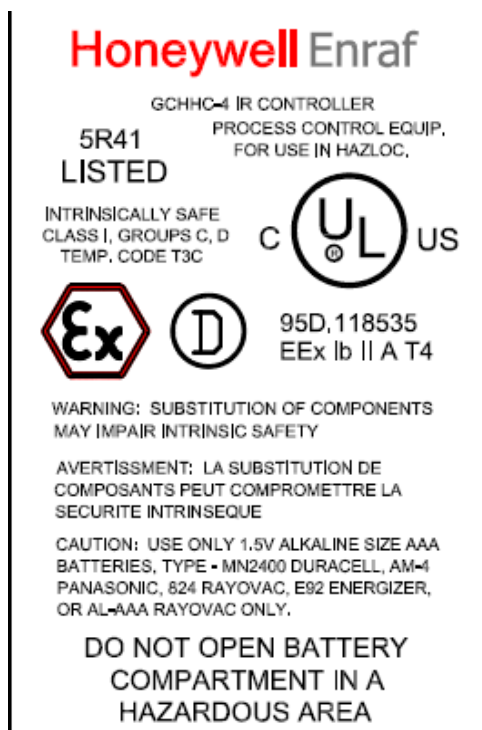 Honeywell Enraf
GCHHC-4 IR CONTROLLER
PROCESS CONTROL EQUIP.
FOR USE IN HAZLOC.
5R41
LISTED
INTRINSICALLY SAFE
CLASS I, GROUPS C, D
TEMP. CODE T3C
C UL US
R
Ex
D
95D.118535
EEx Ib II A T4
WARNING: SUBSTITUTION OF COMPONENTS
MAY IMPAIR INTRINSIC SAFETY
AVERTISSMENT: LA SUBSTITUTION DE
COMPOSANTS PEUT COMPROMETTRE LA
SECURITE INTRINSEQUE
CAUTION: USE ONLY 1.5V ALKALINE SIZE AAA
BATTERIES, TYPE - MN2400 DURACELL, AM-4
PANASONIC, 824 RAYOVAC, E92 ENERGIZER,
OR AL-AAA RAYOVAC ONLY.
DO NOT OPEN BATTERY
COMPARTMENT IN A
HAZARDOUS AREA